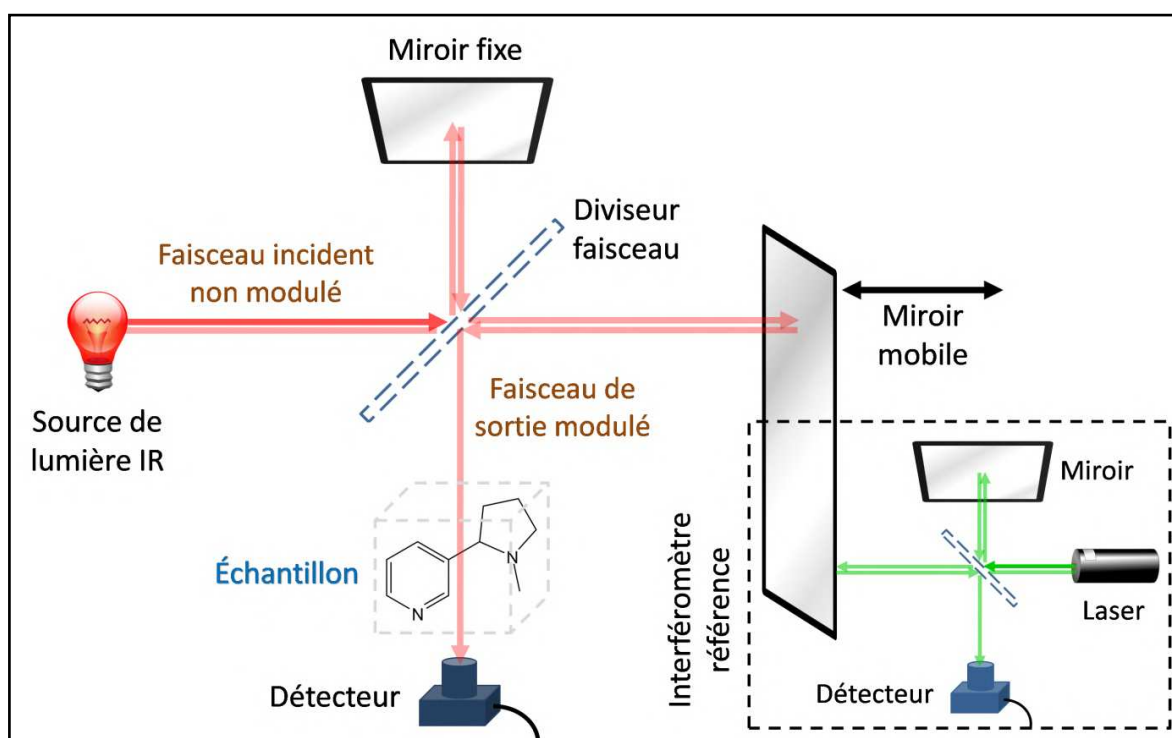 Miroir fixe
Diviseur
faisceau
Faisceau incident
non modulé
Miroir
mobile
Source de
lumière IR
Faisceau de
sortie modulé
Échantillon
N
N
Détecteur
Interféromètre
référence
Miroir
Laser
Détecteur